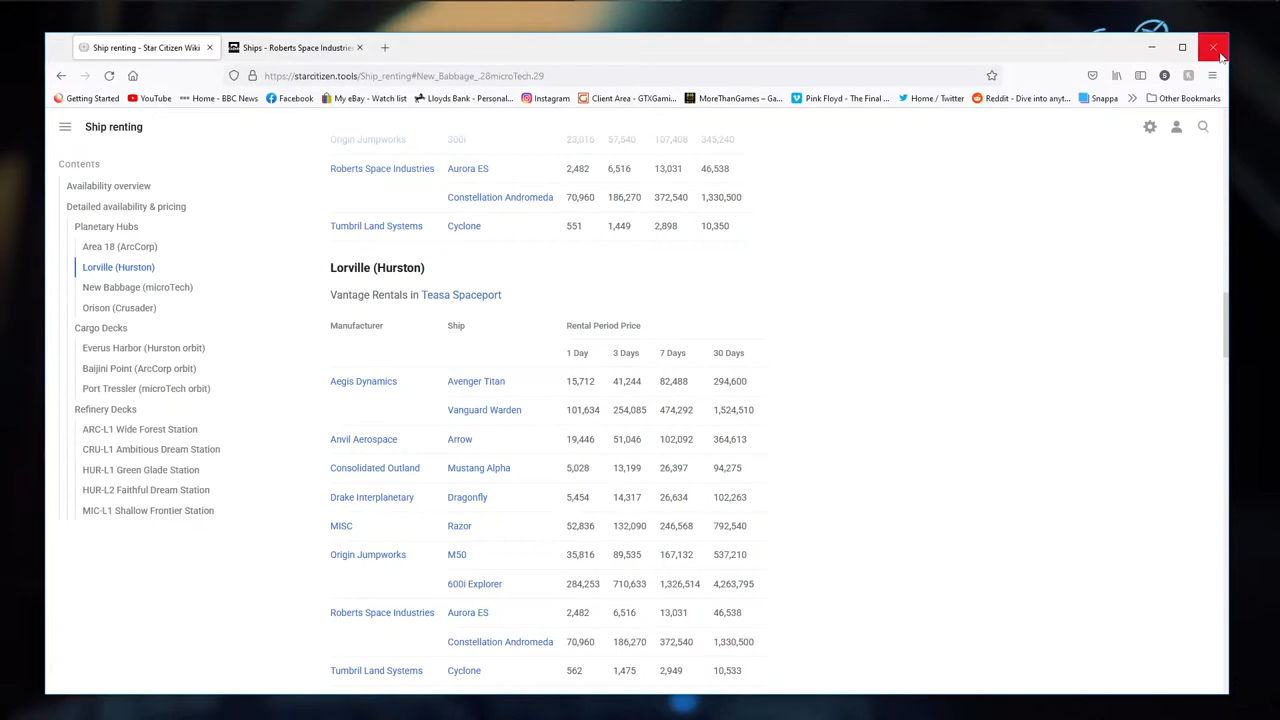 Ship renting - Star Citizen Wiki
Ships - Roberts Space Industries
https://starcitizen.tools/Ship_renting#New_Babbage_.28microTech.29
Getting Started YouTube Home - BBC News Facebook My eBay - Watch list Lloyds Bank - Personal... Instagram Client Area - GTXGami... MoreThanGames – Ga... Pink Floyd - The Final ... Home / Twitter Reddit - Dive into anyt... Snappa Other Bookmarks
Ship renting
Contents
Availability overview
Detailed availability & pricing
Planetary Hubs
Area 18 (ArcCorp)
Lorville (Hurston)
New Babbage (microTech)
Orison (Crusader)
Cargo Decks
Everus Harbor (Hurston orbit)
Baijini Point (ArcCorp orbit)
Port Tressler (microTech orbit)
Refinery Decks
ARC-L1 Wide Forest Station
CRU-L1 Ambitious Dream Station
HUR-L1 Green Glade Station
HUR-L2 Faithful Dream Station
MIC-L1 Shallow Frontier Station
Origin Jumpworks 300i 23,016 57,540 107,408 345,240
Roberts Space Industries Aurora ES 2,482 6,516 13,031 46,538
Constellation Andromeda 70,960 186,270 372,540 1,330,500
Tumbril Land Systems Cyclone 551 1,449 2,898 10,350
Lorville (Hurston)
Vantage Rentals in Teasa Spaceport
Manufacturer Ship Rental Period Price
1 Day 3 Days 7 Days 30 Days
Aegis Dynamics Avenger Titan 15,712 41,244 82,488 294,600
Vanguard Warden 101,634 254,085 474,292 1,524,510
Anvil Aerospace Arrow 19,446 51,046 102,092 364,613
Consolidated Outland Mustang Alpha 5,028 13,199 26,397 94,275
Drake Interplanetary Dragonfly 5,454 14,317 26,634 102,263
MISC Razor 52,836 132,090 246,568 792,540
Origin Jumpworks M50 35,816 89,535 167,132 537,210
600i Explorer 284,253 710,633 1,326,514 4,263,795
Roberts Space Industries Aurora ES 2,482 6,516 13,031 46,538
Constellation Andromeda 70,960 186,270 372,540 1,330,500
Tumbril Land Systems Cyclone 562 1,475 2,949 10,533